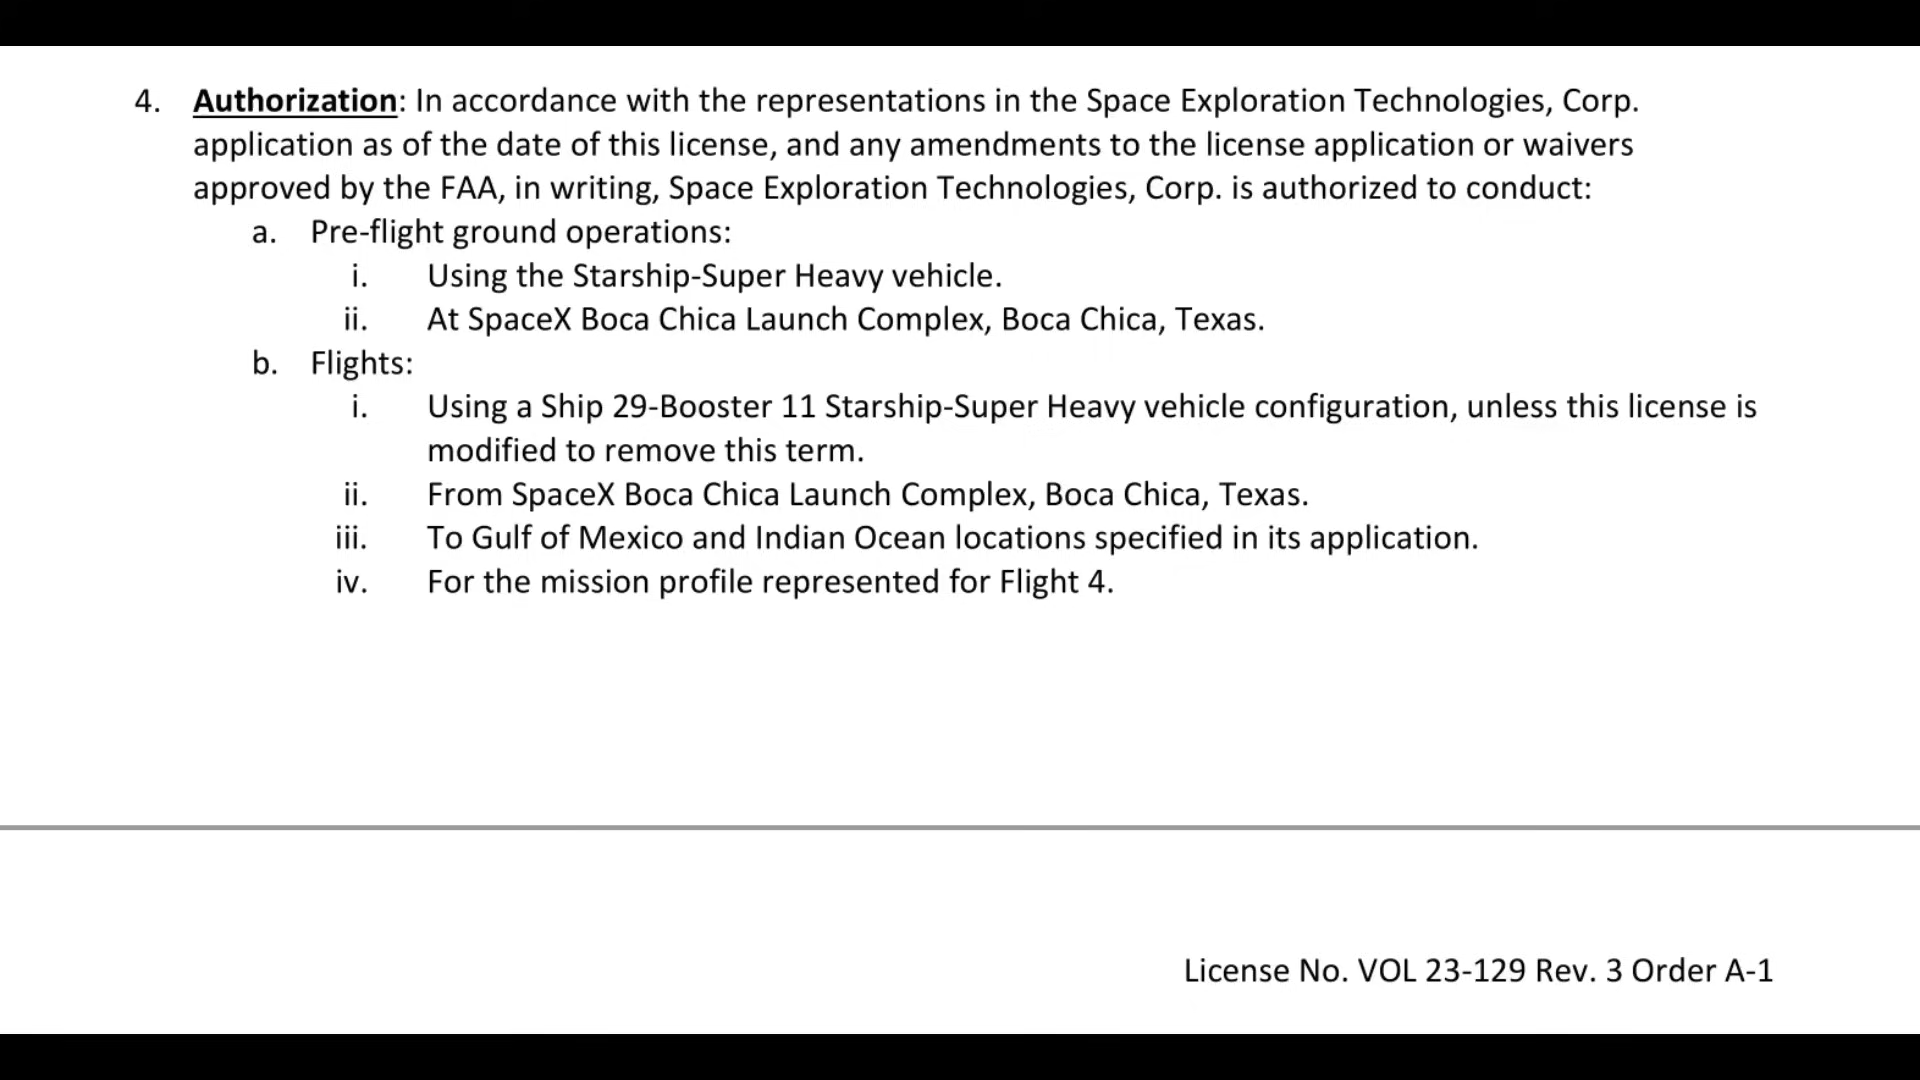 4. Authorization: In accordance with the representations in the Space Exploration Technologies, Corp.
application as of the date of this license, and any amendments to the license application or waivers
approved by the FAA, in writing, Space Exploration Technologies, Corp. is authorized to conduct:
a. Pre-flight ground operations:
i. Using the Starship-Super Heavy vehicle.
ii. At SpaceX Boca Chica Launch Complex, Boca Chica, Texas.
b. Flights:
i. Using a Ship 29-Booster 11 Starship-Super Heavy vehicle configuration, unless this license is
modified to remove this term.
ii. From SpaceX Boca Chica Launch Complex, Boca Chica, Texas.
iii. To Gulf of Mexico and Indian Ocean locations specified in its application.
iv. For the mission profile represented for Flight 4.
License No. VOL 23-129 Rev. 3 Order A-1